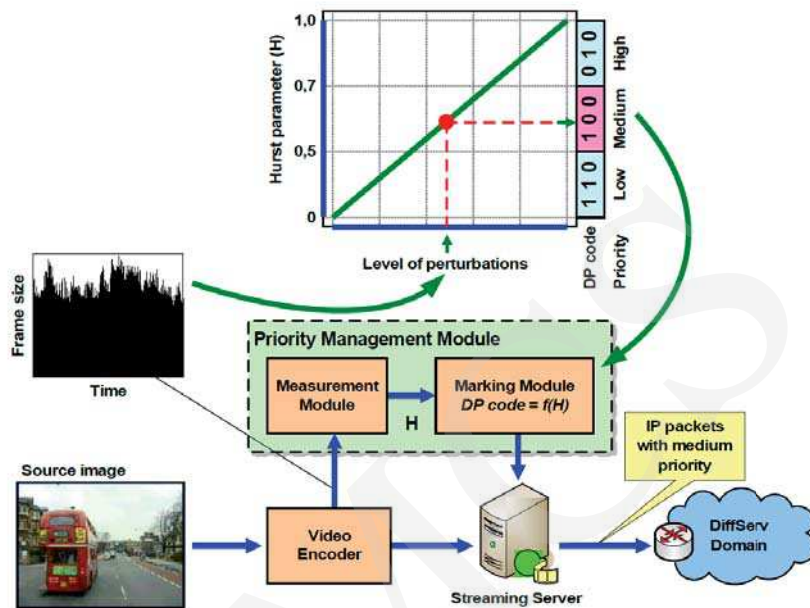 Hurst parameter (H)
1,0
0,7
0,5
0
0 1 0
1 0 0
1 1 0
High
Medium
Low
DP code
Priority
Level of perturbations
Frame size
Time
Priority Management Module
Measurement
Module
H
Marking Module
DP code = f(H)
IP packets
with medium
priority
Source image
Video
Encoder
Streaming Server
DiffServ
Domain